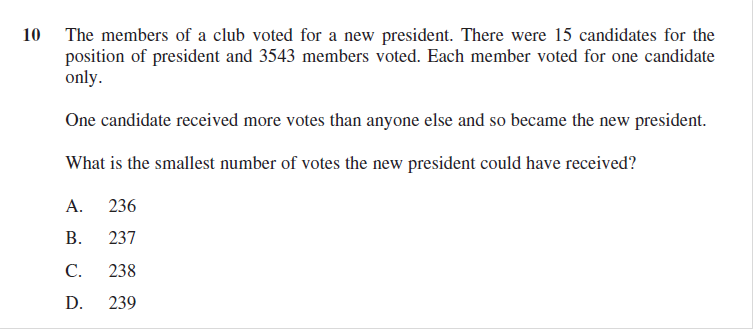 10 The members of a club voted for a new president. There were 15 candidates for the
position of president and 3543 members voted. Each member voted for one candidate
only.
One candidate received more votes than anyone else and so became the new president.
What is the smallest number of votes the new president could have received?
A. 236
B. 237
C. 238
D. 239